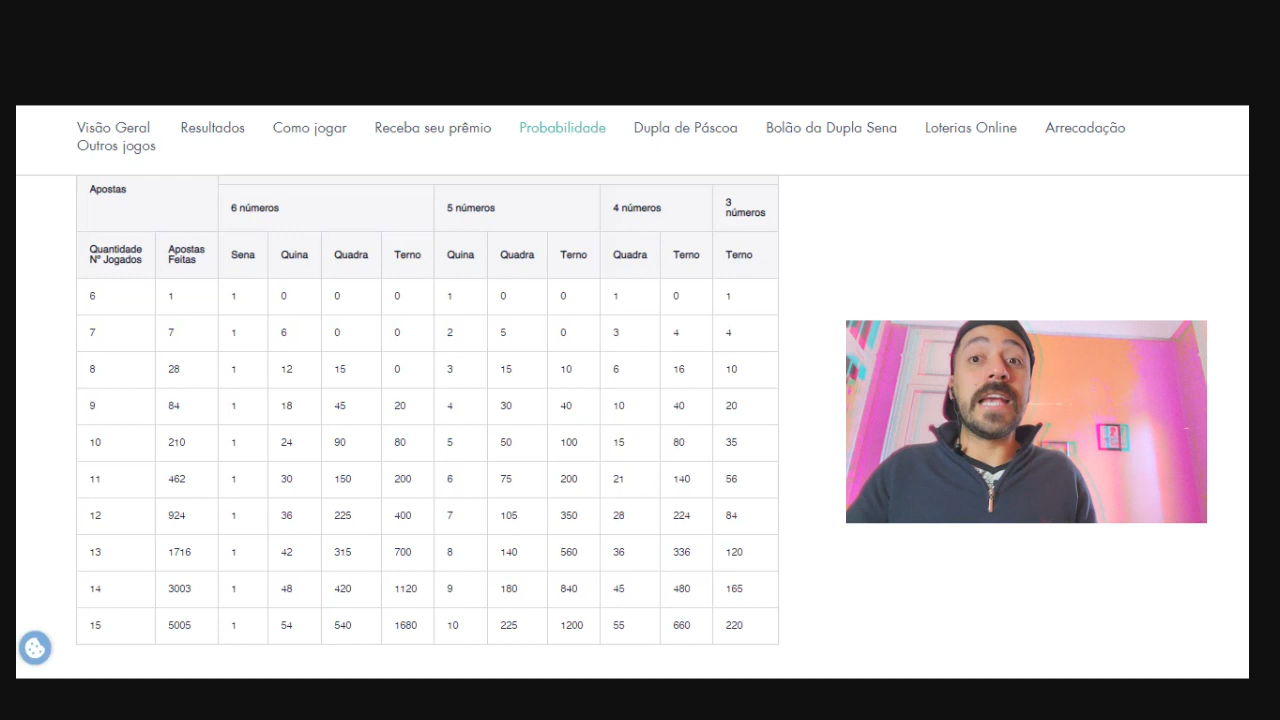 Visão Geral Resultados Como jogar Receba seu prêmio Probabilidade Dupla de Páscoa Bolão da Dupla Sena Loterias Online Arrecadação
Outros jogos
Apostas
6 números 5 números 4 números 3 números
Quantidade Nº Jogados Apostas Feitas Sena Quina Quadra Terno Quina Quadra Terno Quadra Terno Terno
6 1 1 0 0 0 1 0 0 1 0 1
7 7 1 6 0 0 2 5 0 3 4 4
8 28 1 12 15 0 3 15 10 6 16 10
9 84 1 18 45 20 4 30 40 10 40 20
10 210 1 24 90 80 5 50 100 15 80 35
11 462 1 30 150 200 6 75 200 21 140 56
12 924 1 36 225 400 7 105 350 28 224 84
13 1716 1 42 315 700 8 140 560 36 336 120
14 3003 1 48 420 1120 9 180 840 45 480 165
15 5005 1 54 540 1680 10 225 1200 55 660 220